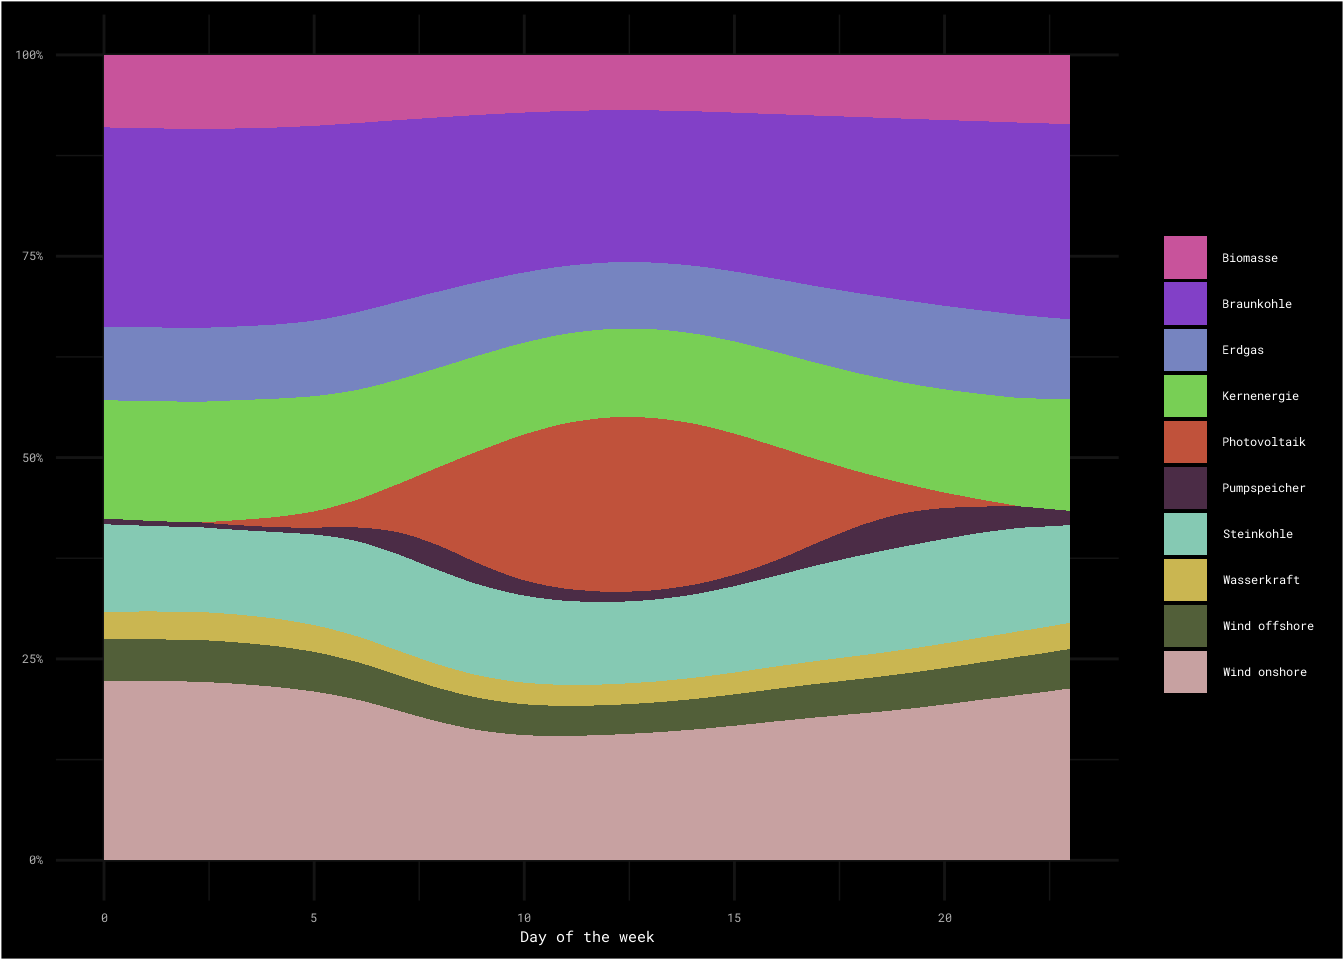 100%
75%
50%
25%
0%
0 5 10 15 20
Day of the week
Biomasse
Braunkohle
Erdgas
Kernenergie
Photovoltaik
Pumpspeicher
Steinkohle
Wasserkraft
Wind offshore
Wind onshore